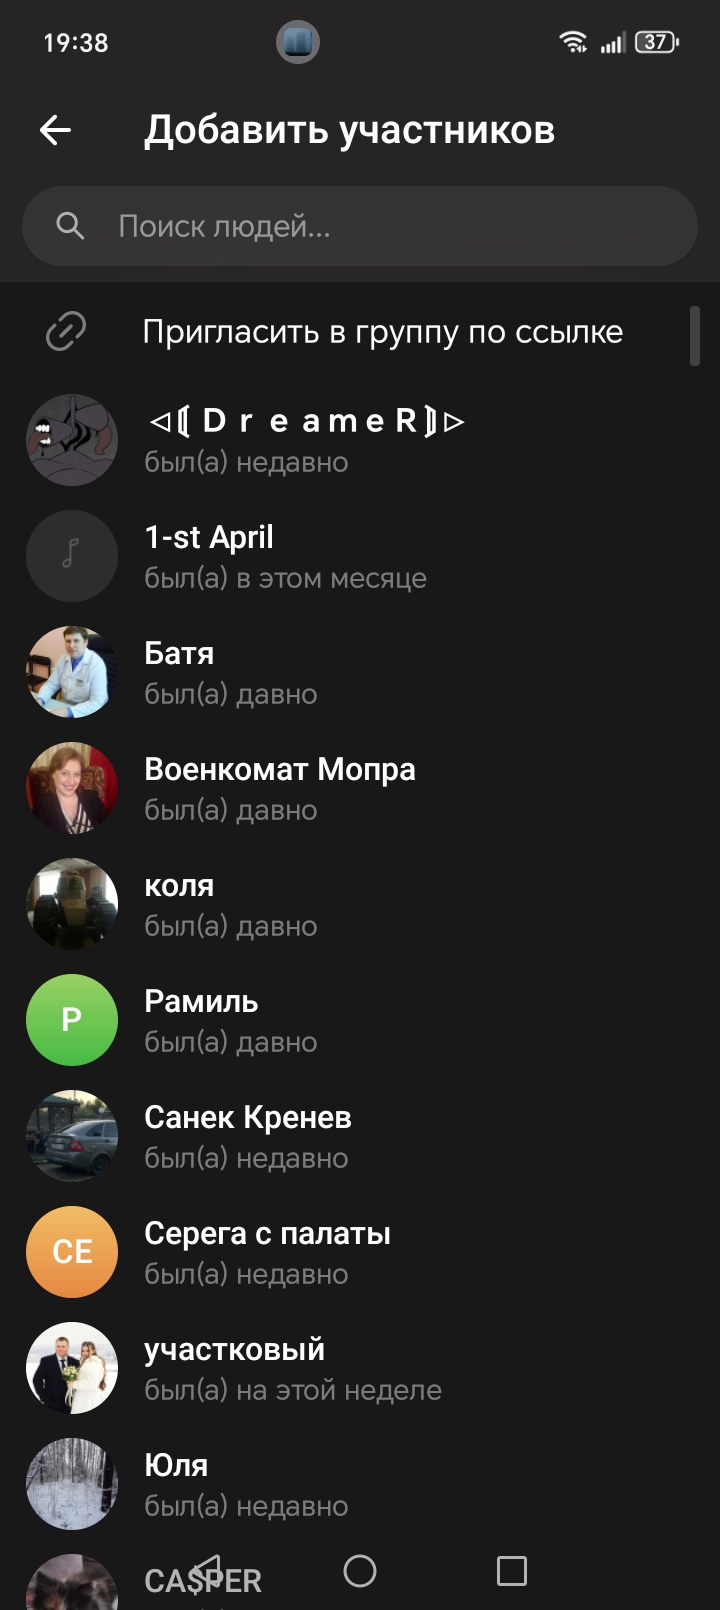 19:38
37
Добавить участников
Поиск людей...
Пригласить в группу по ссылке
◁⟬ D r e a m e R ⟭▷
был(а) недавно
1-st April
был(а) в этом месяце
Батя
был(а) давно
Военкомат Мопра
был(а) давно
коля
был(а) давно
Р
Рамиль
был(а) давно
Санек Кренев
был(а) недавно
СЕ
Серега с палаты
был(а) недавно
участковый
был(а) на этой неделе
Юля
был(а) недавно
CA$PER